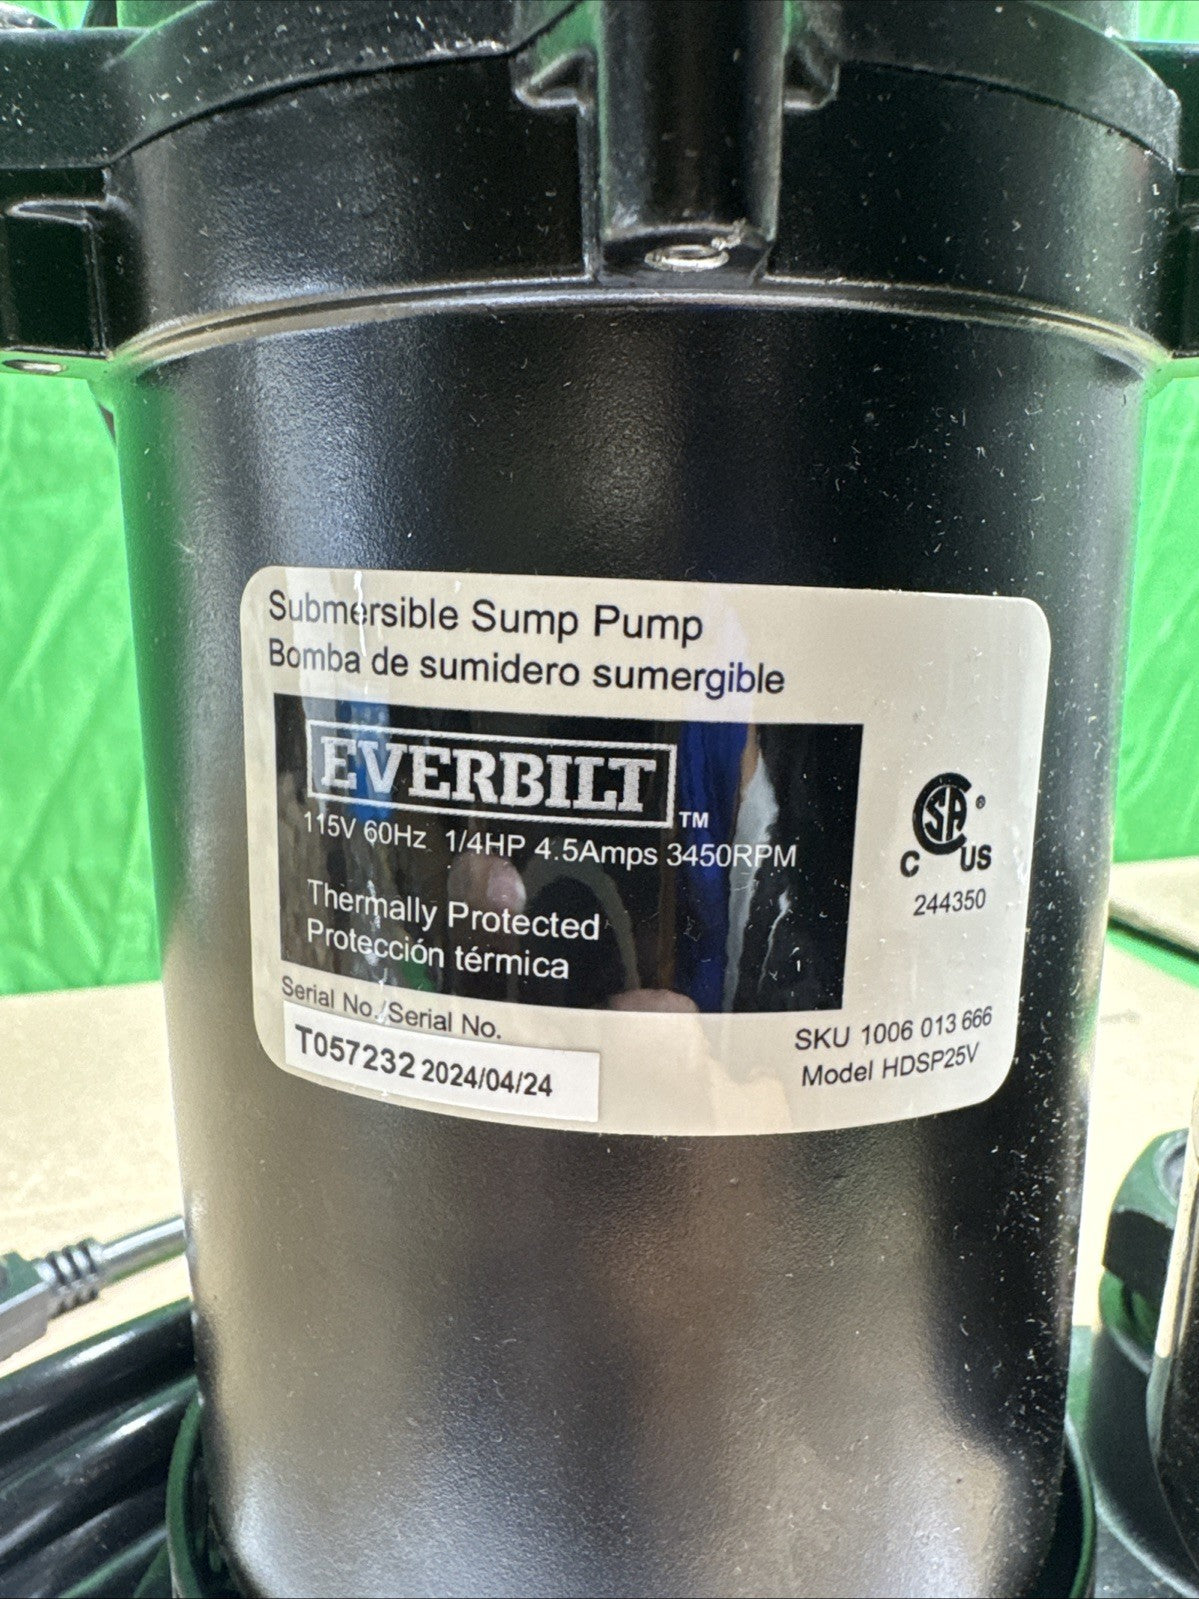 Submersible Sump Pump
Bomba de sumidero sumergible
EVERBILT TM
115V 60Hz 1/4HP 4.5Amps 3450RPM
Thermally Protected
Protección térmica
CSA ®
C US
244350
Serial No./Serial No.
T057232 2024/04/24
SKU 1006 013 666
Model HDSP25V